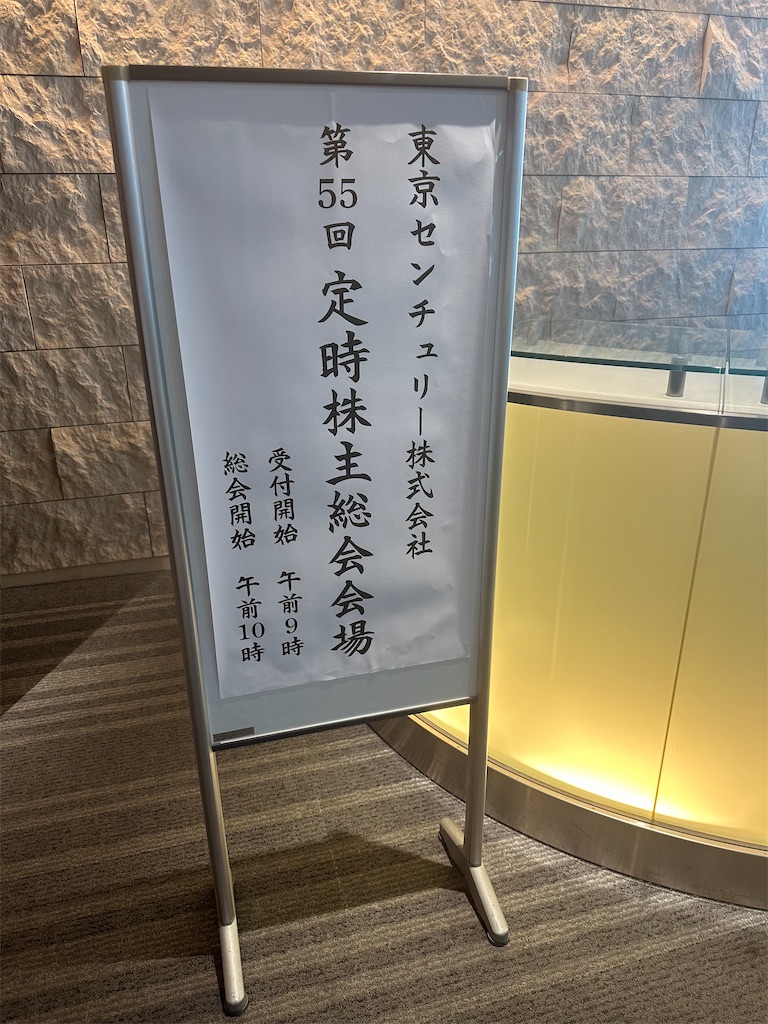 東京センチュリー株式会社
第55回 定時株主総会会場
受付開始 午前9時
総会開始 午前10時